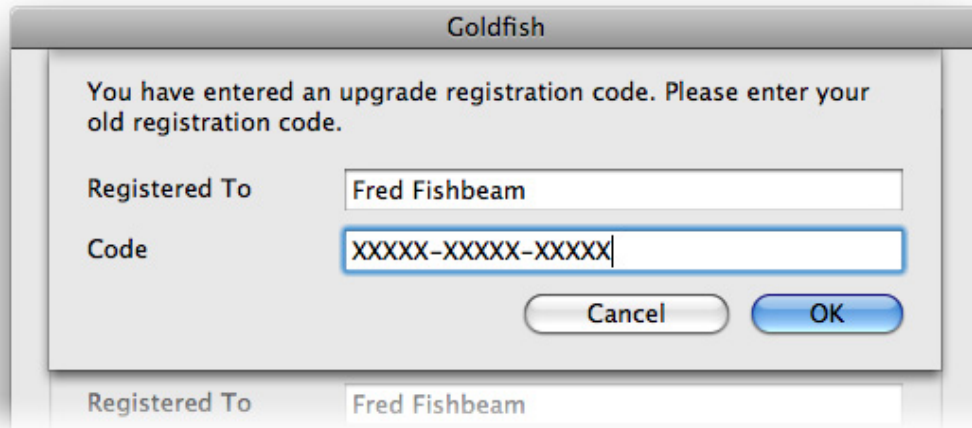 Goldfish
You have entered an upgrade registration code. Please enter your
old registration code.
Registered To
Fred Fishbeam
Code
XXXXX-XXXXX-XXXXX
Cancel
OK
Registered To
Fred Fishbeam